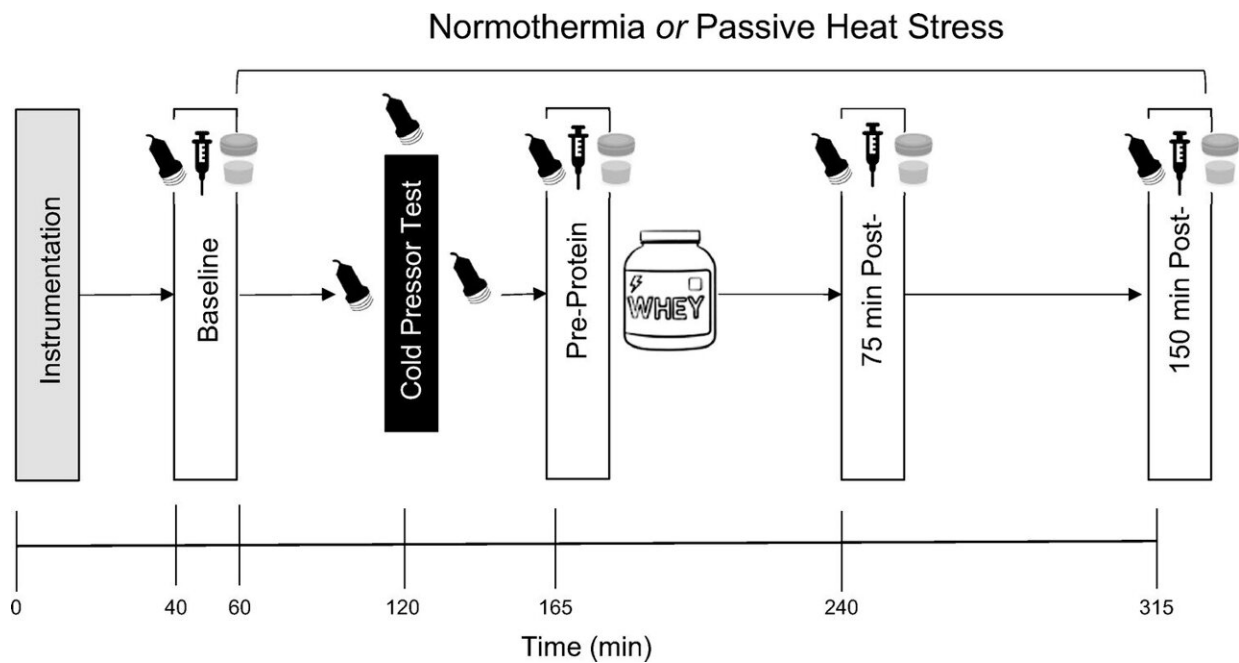 Normothermia or Passive Heat Stress
Instrumentation
Baseline
Cold Pressor Test
Pre-Protein
WHEY
75 min Post-
150 min Post-
0
40
60
120
165
240
315
Time (min)